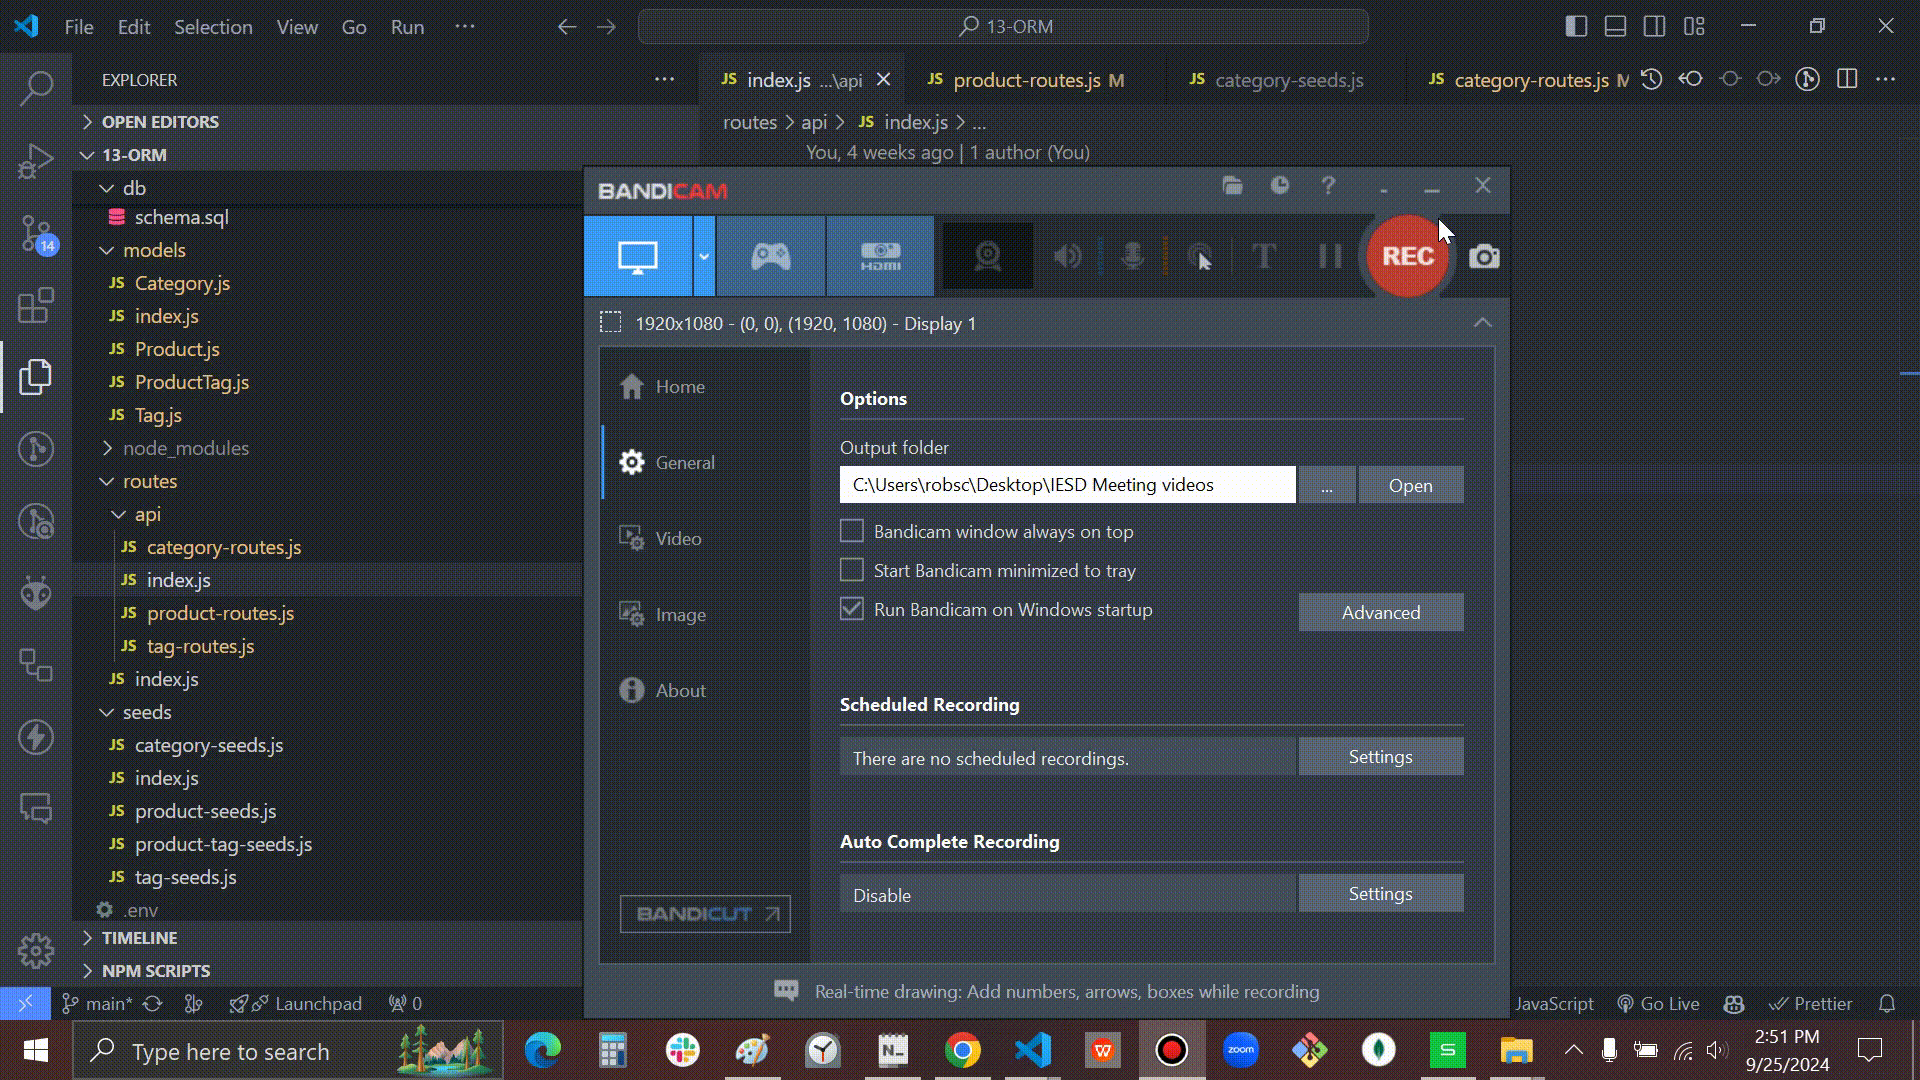 File Edit Selection View Go Run ...
13-ORM
EXPLORER
OPEN EDITORS
13-ORM
db
schema.sql
models
JS Category.js
JS index.js
JS Product.js
JS ProductTag.js
JS Tag.js
node_modules
routes
api
JS category-routes.js
JS index.js
JS product-routes.js
JS tag-routes.js
JS index.js
seeds
JS category-seeds.js
JS index.js
JS product-seeds.js
JS product-tag-seeds.js
JS tag-seeds.js
.env
TIMELINE
NPM SCRIPTS
14
JS index.js ...\api
JS product-routes.js M
JS category-seeds.js
JS category-routes.js M
routes > api > JS index.js > ...
You, 4 weeks ago | 1 author (You)
BANDICAM
HDMI
T
REC
1920x1080 - (0, 0), (1920, 1080) - Display 1
Home
General
Video
Image
About
BANDICUT
Options
Output folder
C:\Users\robsc\Desktop\IESD Meeting videos
...
Open
Bandicam window always on top
Start Bandicam minimized to tray
Run Bandicam on Windows startup
Advanced
Scheduled Recording
There are no scheduled recordings.
Settings
Auto Complete Recording
Disable
Settings
Real-time drawing: Add numbers, arrows, boxes while recording
main* Launchpad 0
JavaScript Go Live Prettier
Type here to search
N_
W
zoom
S
2:51 PM
9/25/2024